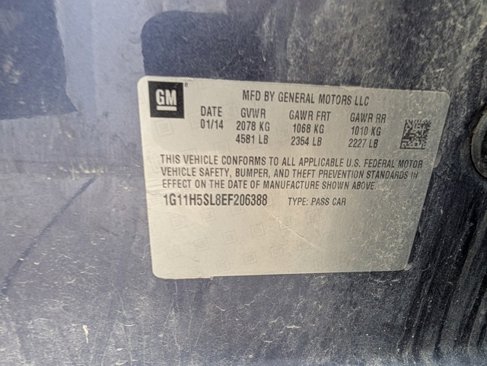 GM
MFD BY GENERAL MOTORS LLC
DATE GVWR GAWR FRT GAWR RR
01/14 2078 KG 1068 KG 1010 KG
4581 LB 2354 LB 2227 LB
THIS VEHICLE CONFORMS TO ALL APPLICABLE U.S. FEDERAL MOTOR
VEHICLE SAFETY, BUMPER, AND THEFT PREVENTION STANDARDS IN
EFFECT ON THE DATE OF MANUFACTURE SHOWN ABOVE.
1G11H5SL8EF206388 TYPE: PASS CAR